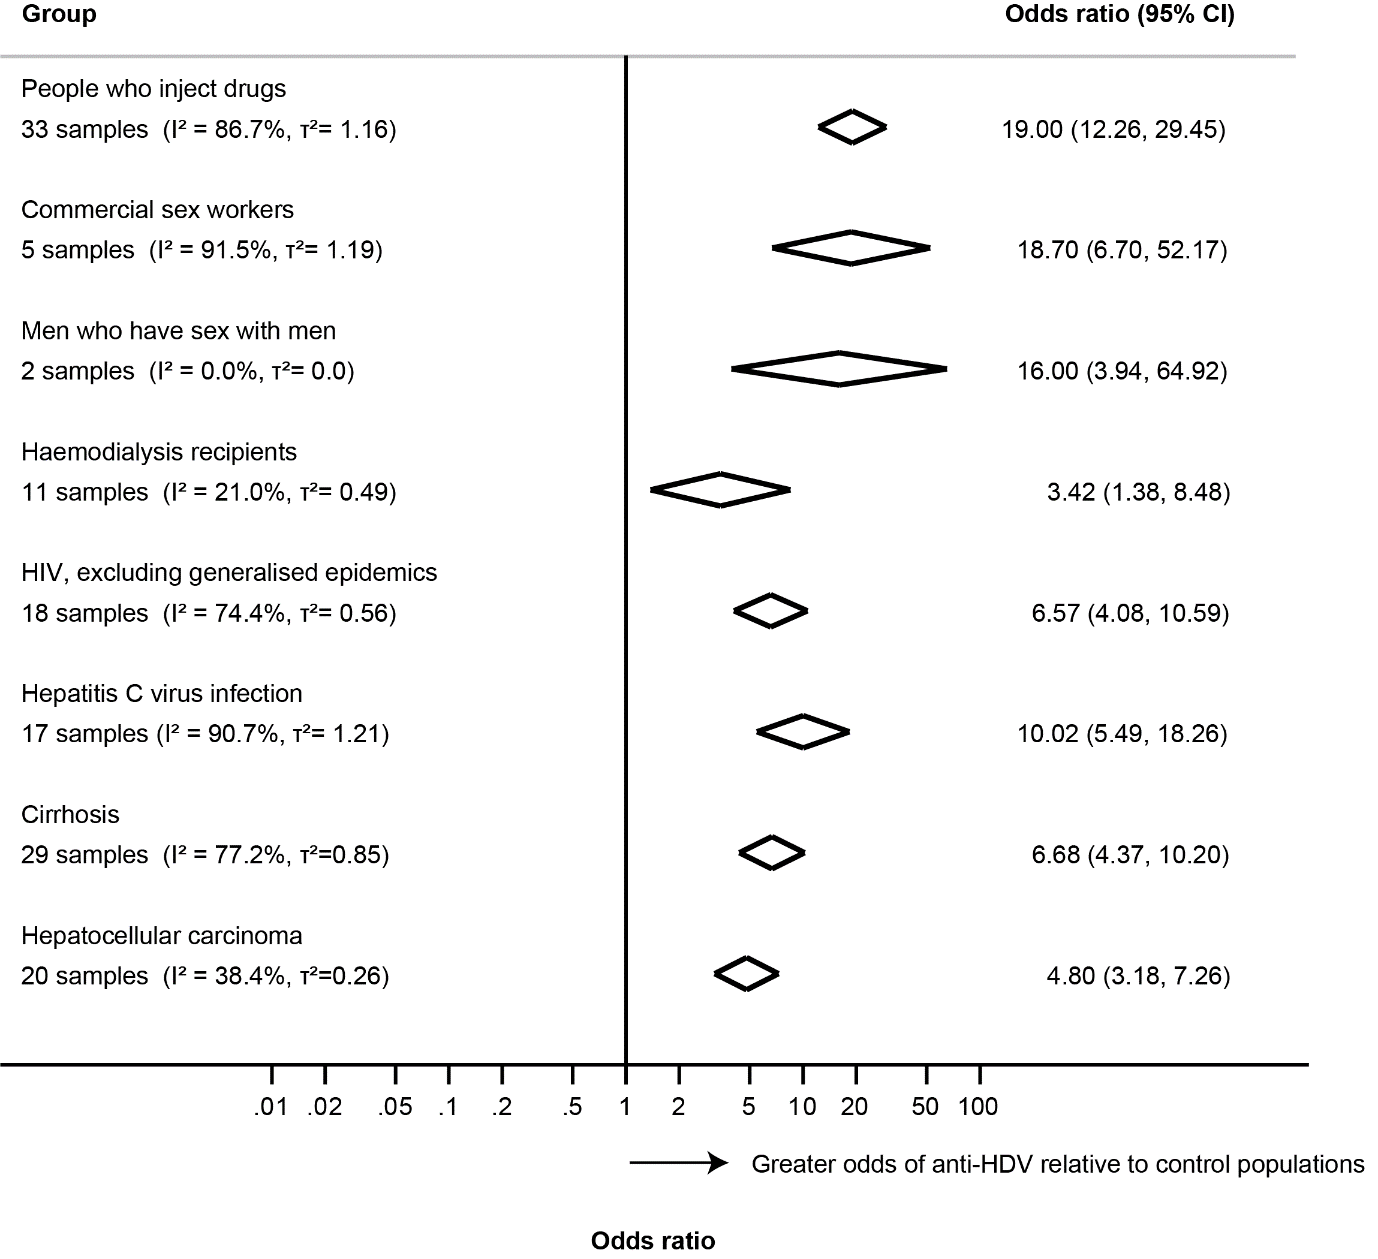 Group Odds ratio (95% CI)
People who inject drugs
33 samples (I² = 86.7%, τ²= 1.16) 19.00 (12.26, 29.45)
Commercial sex workers
5 samples (I² = 91.5%, τ²= 1.19) 18.70 (6.70, 52.17)
Men who have sex with men
2 samples (I² = 0.0%, τ²= 0.0) 16.00 (3.94, 64.92)
Haemodialysis recipients
11 samples (I² = 21.0%, τ²= 0.49) 3.42 (1.38, 8.48)
HIV, excluding generalised epidemics
18 samples (I² = 74.4%, τ²= 0.56) 6.57 (4.08, 10.59)
Hepatitis C virus infection
17 samples (I² = 90.7%, τ²= 1.21) 10.02 (5.49, 18.26)
Cirrhosis
29 samples (I² = 77.2%, τ²=0.85) 6.68 (4.37, 10.20)
Hepatocellular carcinoma
20 samples (I² = 38.4%, τ²=0.26) 4.80 (3.18, 7.26)
.01 .02 .05 .1 .2 .5 1 2 5 10 20 50 100
Greater odds of anti-HDV relative to control populations
Odds ratio